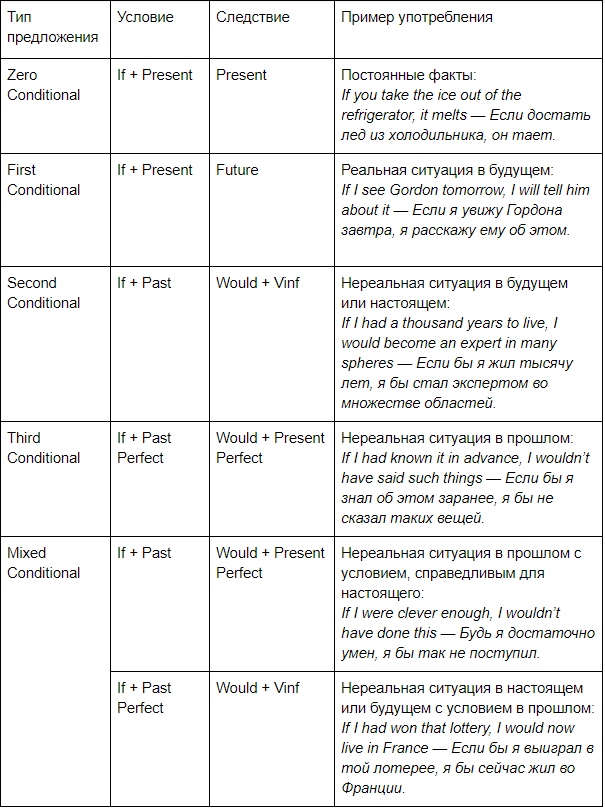 Тип
предложения
Условие
Следствие
Пример употребления
Zero
Conditional
If + Present
Present
Постоянные факты:
If you take the ice out of the
refrigerator, it melts — Если достать
лед из холодильника, он тает.
First
Conditional
If + Present
Future
Реальная ситуация в будущем:
If I see Gordon tomorrow, I will tell him
about it — Если я увижу Гордона
завтра, я расскажу ему об этом.
Second
Conditional
If + Past
Would + Vinf
Нереальная ситуация в будущем
или настоящем:
If I had a thousand years to live, I
would become an expert in many
spheres — Если бы я жил тысячу
лет, я бы стал экспертом во
множестве областей.
Third
Conditional
If + Past
Perfect
Would + Present
Perfect
Нереальная ситуация в прошлом:
If I had known it in advance, I wouldn’t
have said such things — Если бы я
знал об этом заранее, я бы не
сказал таких вещей.
Mixed
Conditional
If + Past
Would + Present
Perfect
Нереальная ситуация в прошлом с
условием, справедливым для
настоящего:
If I were clever enough, I wouldn’t
have done this — Будь я достаточно
умен, я бы так не поступил.
If + Past
Perfect
Would + Vinf
Нереальная ситуация в настоящем
или будущем с условием в прошлом:
If I had won that lottery, I would now
live in France — Если бы я выиграл в
той лотерее, я бы сейчас жил во
Франции.